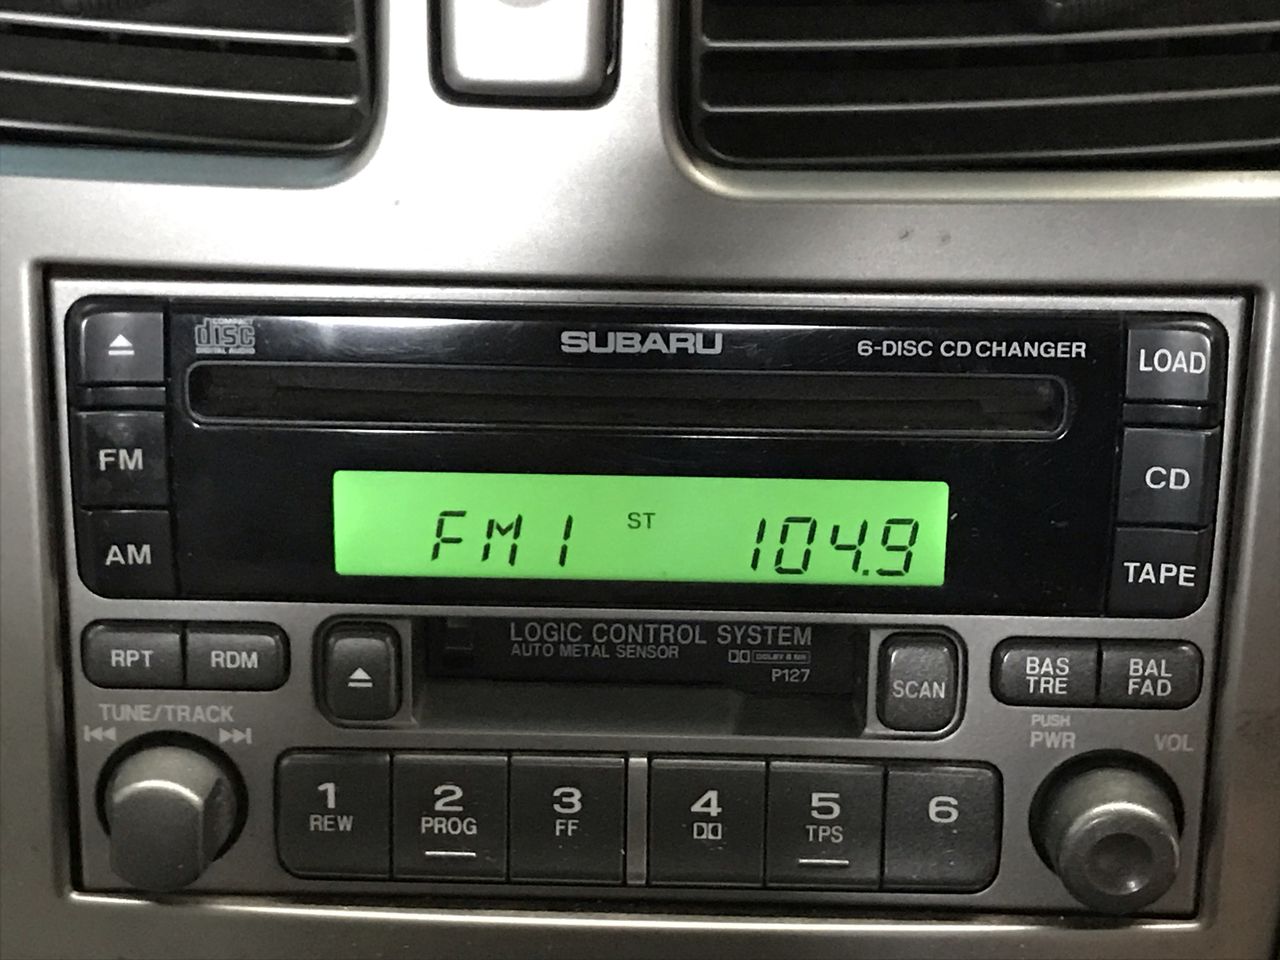 COMPACT
disc
DIGITAL AUDIO
SUBARU
6-DISC CD CHANGER
LOAD
FM
CD
AM
TAPE
FM1 ST 104.9
RPT
RDM
LOGIC CONTROL SYSTEM
AUTO METAL SENSOR
DOLBY B NR
P127
SCAN
BAS
TRE
BAL
FAD
TUNE/TRACK
PUSH
PWR
VOL
1
REW
2
PROG
3
FF
4
5
TPS
6